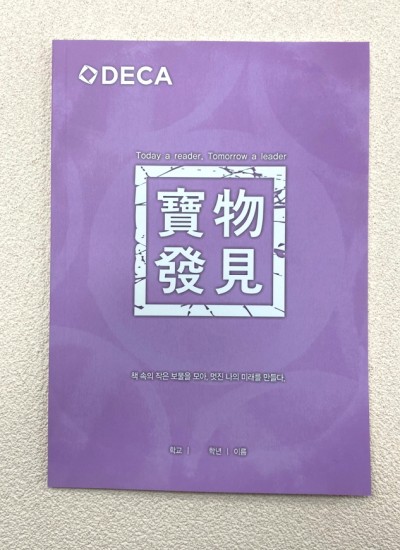 DECA
Today a reader, Tomorrow a leader
寶物
發見
책 속의 작은 보물을 모아, 멋진 나의 미래를 만들다.
학교 | 학년 | 이름